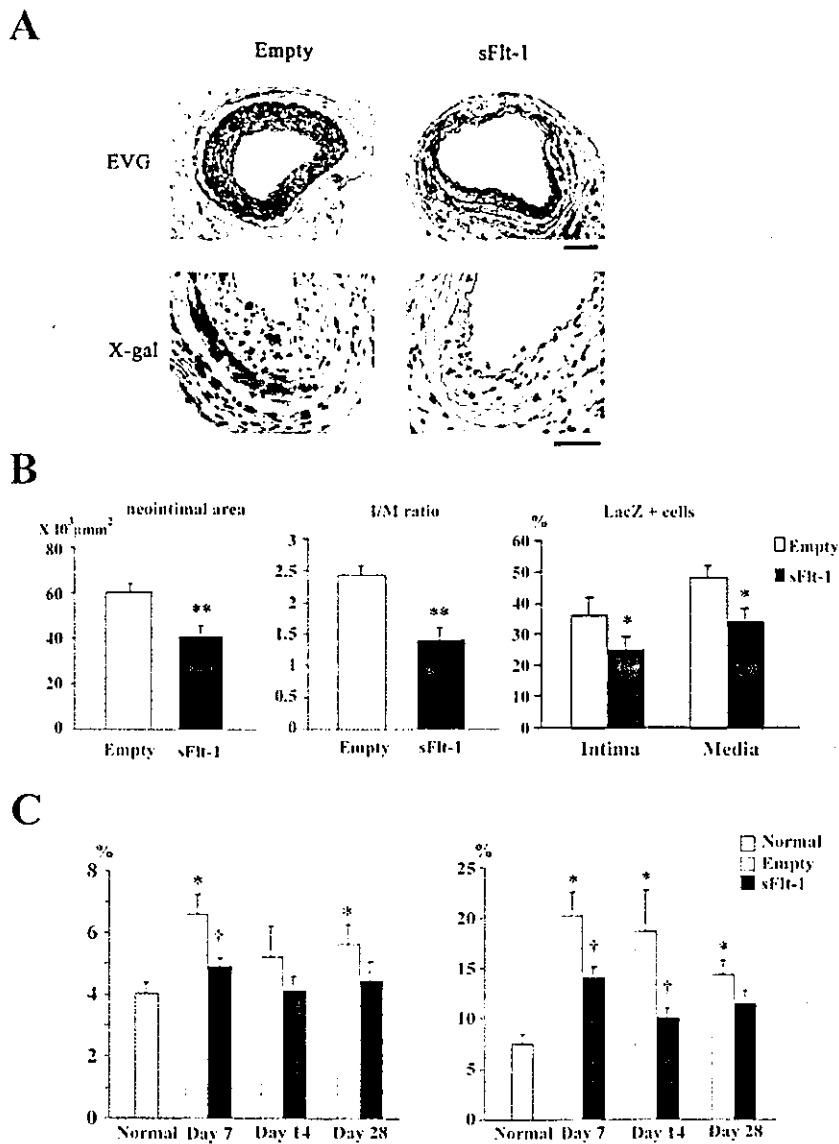 A
Empty sFlt-1
EVG
X-gal
B
neointimal area
X 10³ μmm²
80
60
40
20
0
**
Empty sFlt-1
I/M ratio
3
2.5
2
1.5
1
0.5
0
**
Empty sFlt-1
LacZ + cells
%
60
50
40
30
20
10
0
* *
Intima Media
Empty
sFlt-1
C
%
8
6
4
2
0
* † *
Normal Day 7 Day 14 Day 28
%
25
20
15
10
5
0
* † * † *
Normal Day 7 Day 14 Day 28
Normal
Empty
sFlt-1